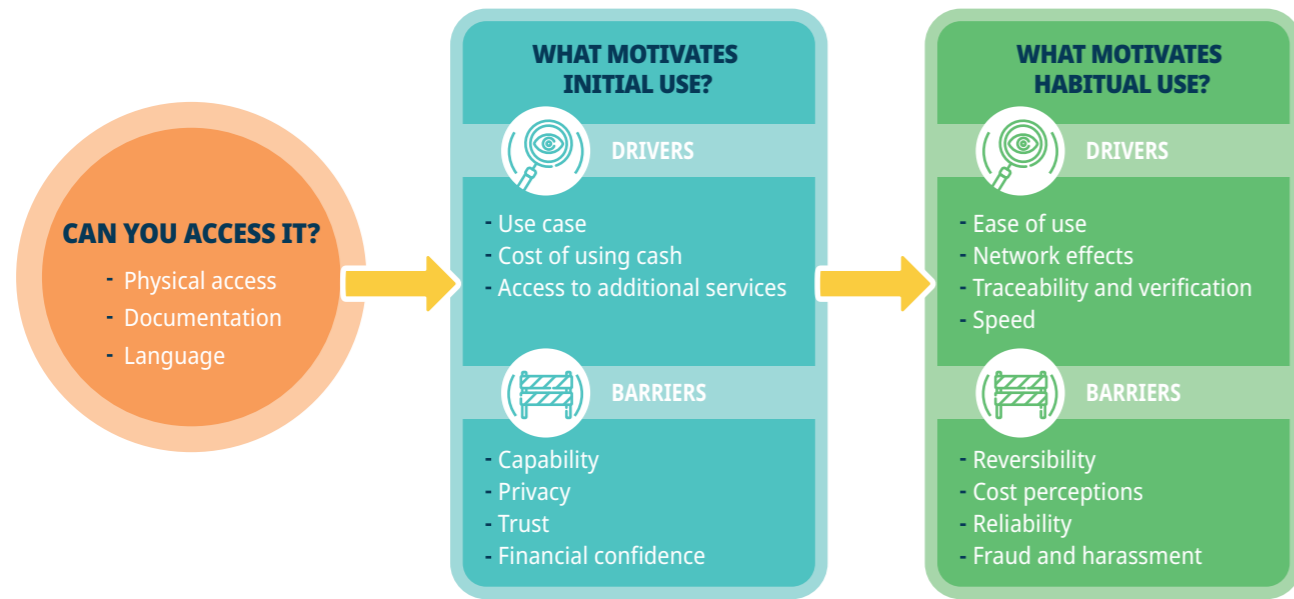 CAN YOU ACCESS IT?
- Physical access
- Documentation
- Language
WHAT MOTIVATES
INITIAL USE?
DRIVERS
- Use case
- Cost of using cash
- Access to additional services
BARRIERS
- Capability
- Privacy
- Trust
- Financial confidence
WHAT MOTIVATES
HABITUAL USE?
DRIVERS
- Ease of use
- Network effects
- Traceability and verification
- Speed
BARRIERS
- Reversibility
- Cost perceptions
- Reliability
- Fraud and harassment